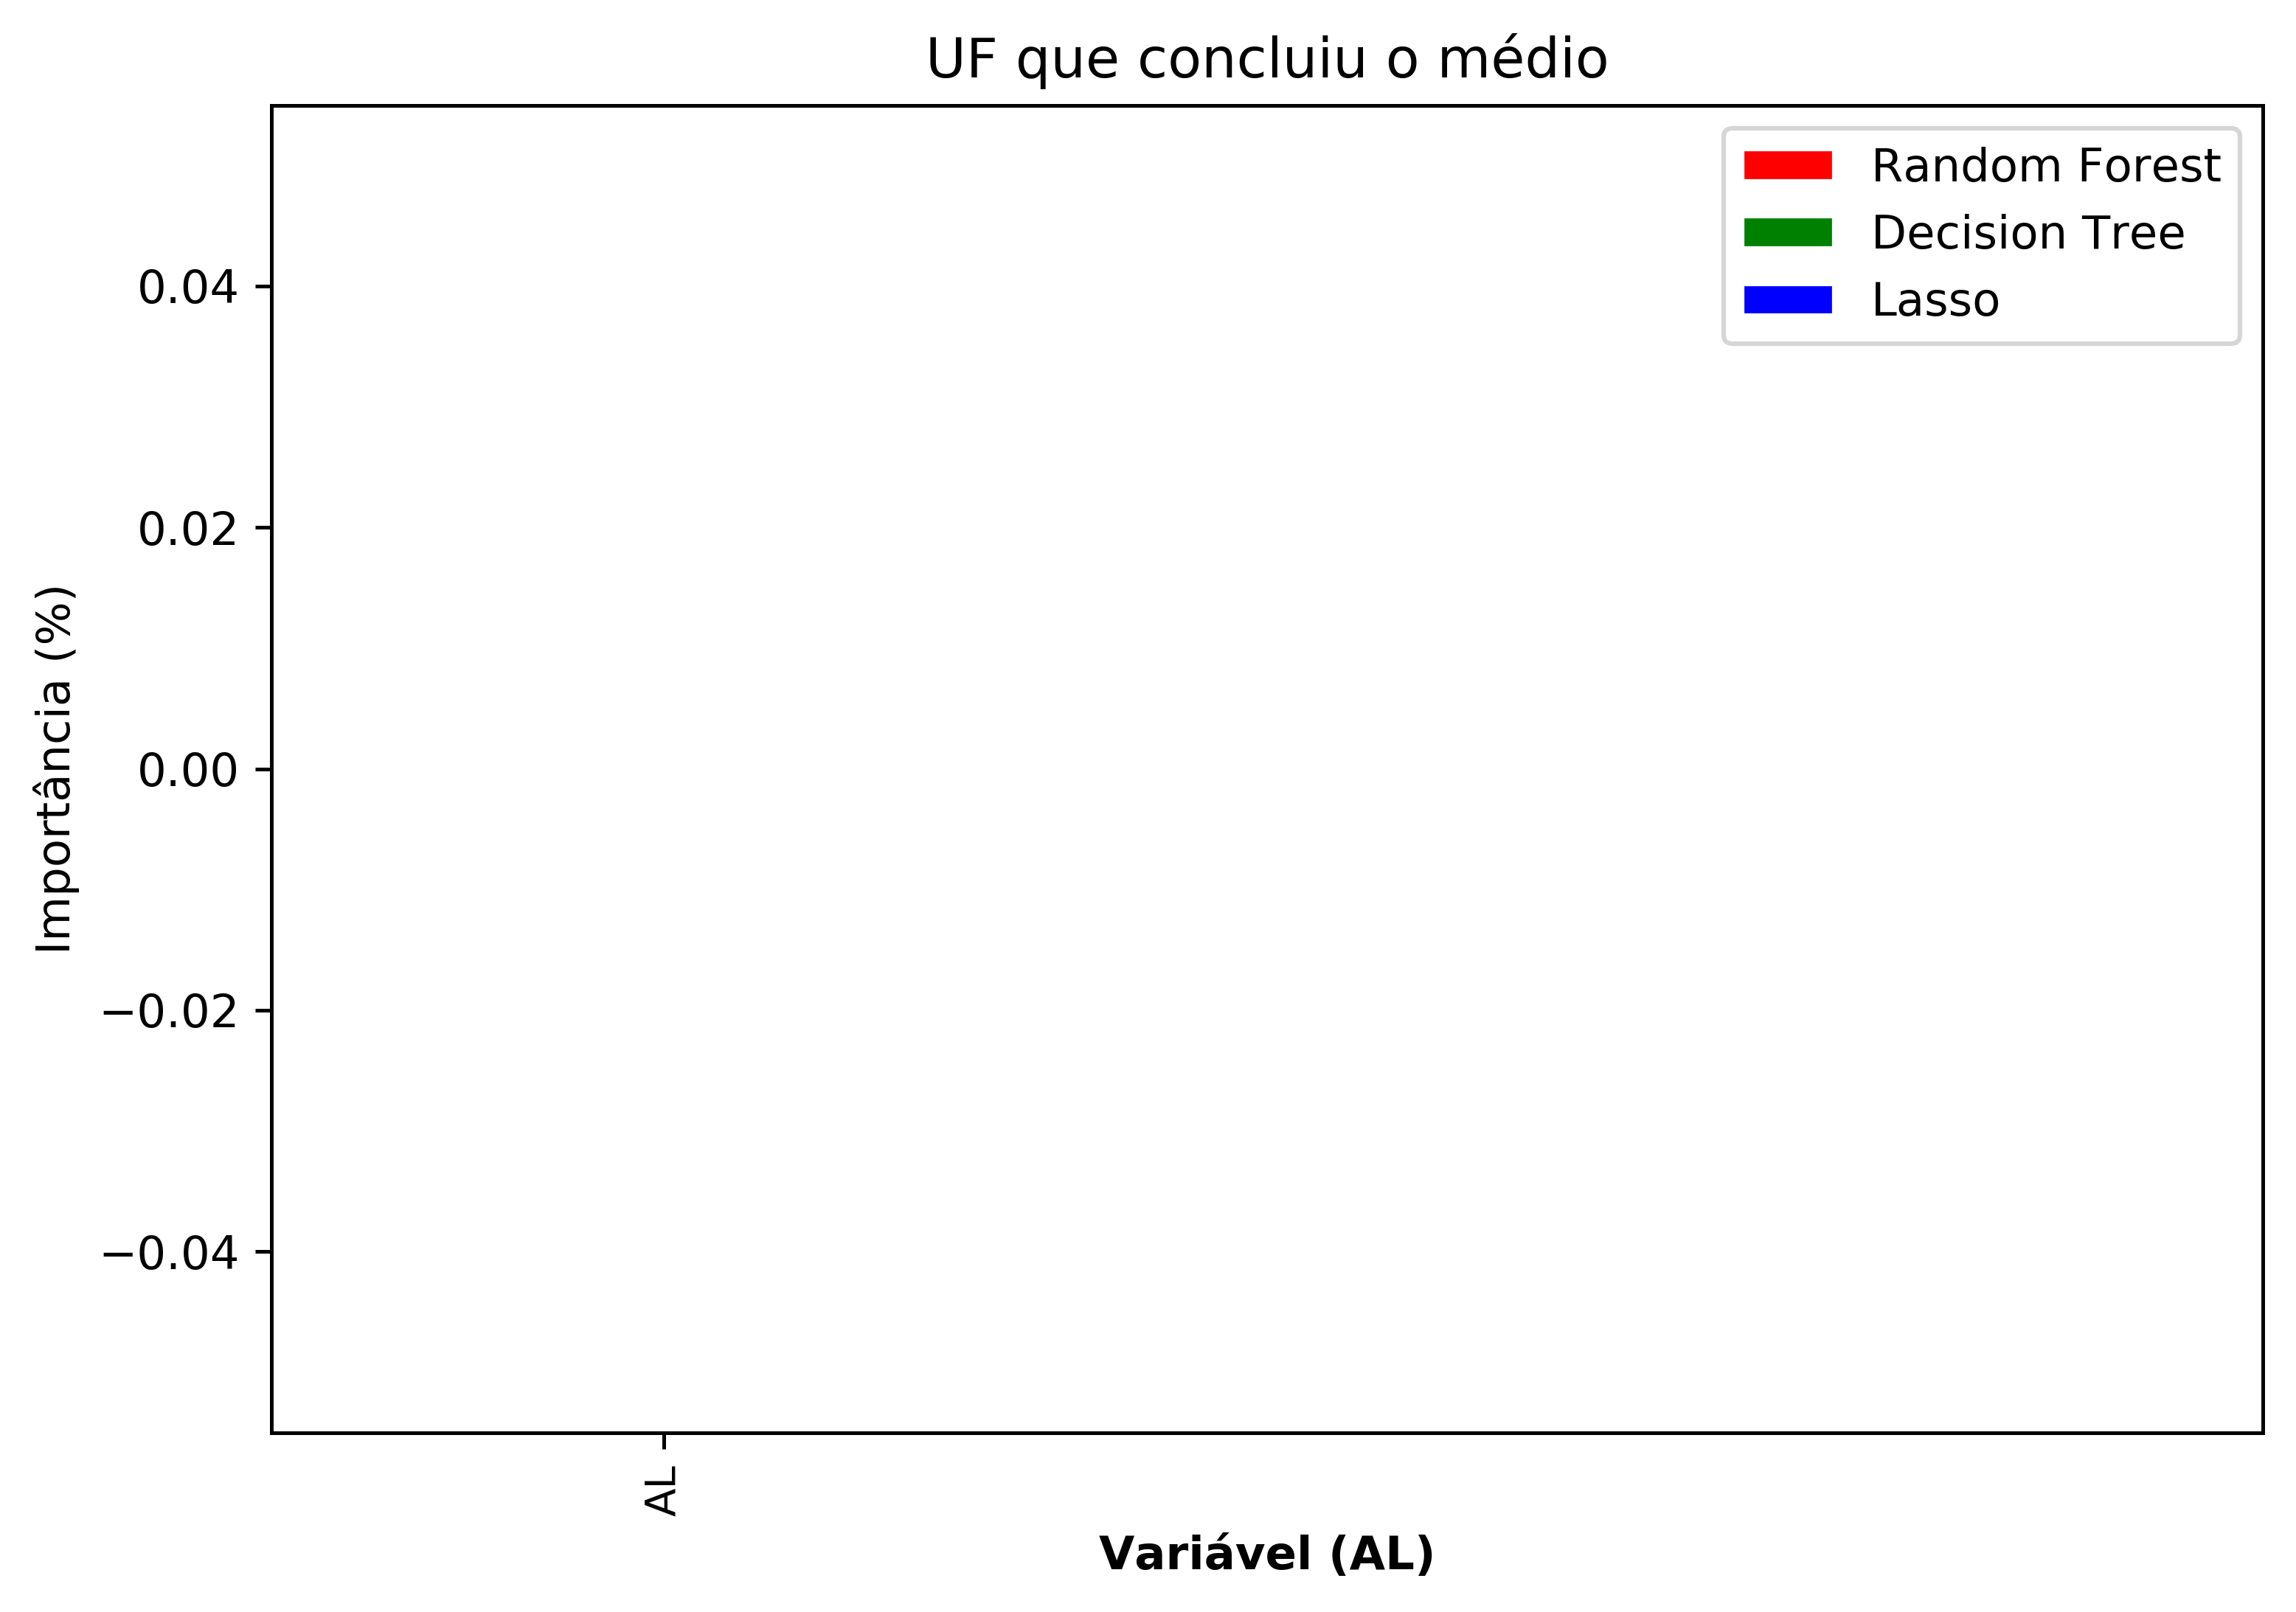 UF que concluiu o médio
Random Forest
Decision Tree
Lasso
Importância (%)
0.04
0.02
0.00
−0.02
−0.04
AL
Variável (AL)